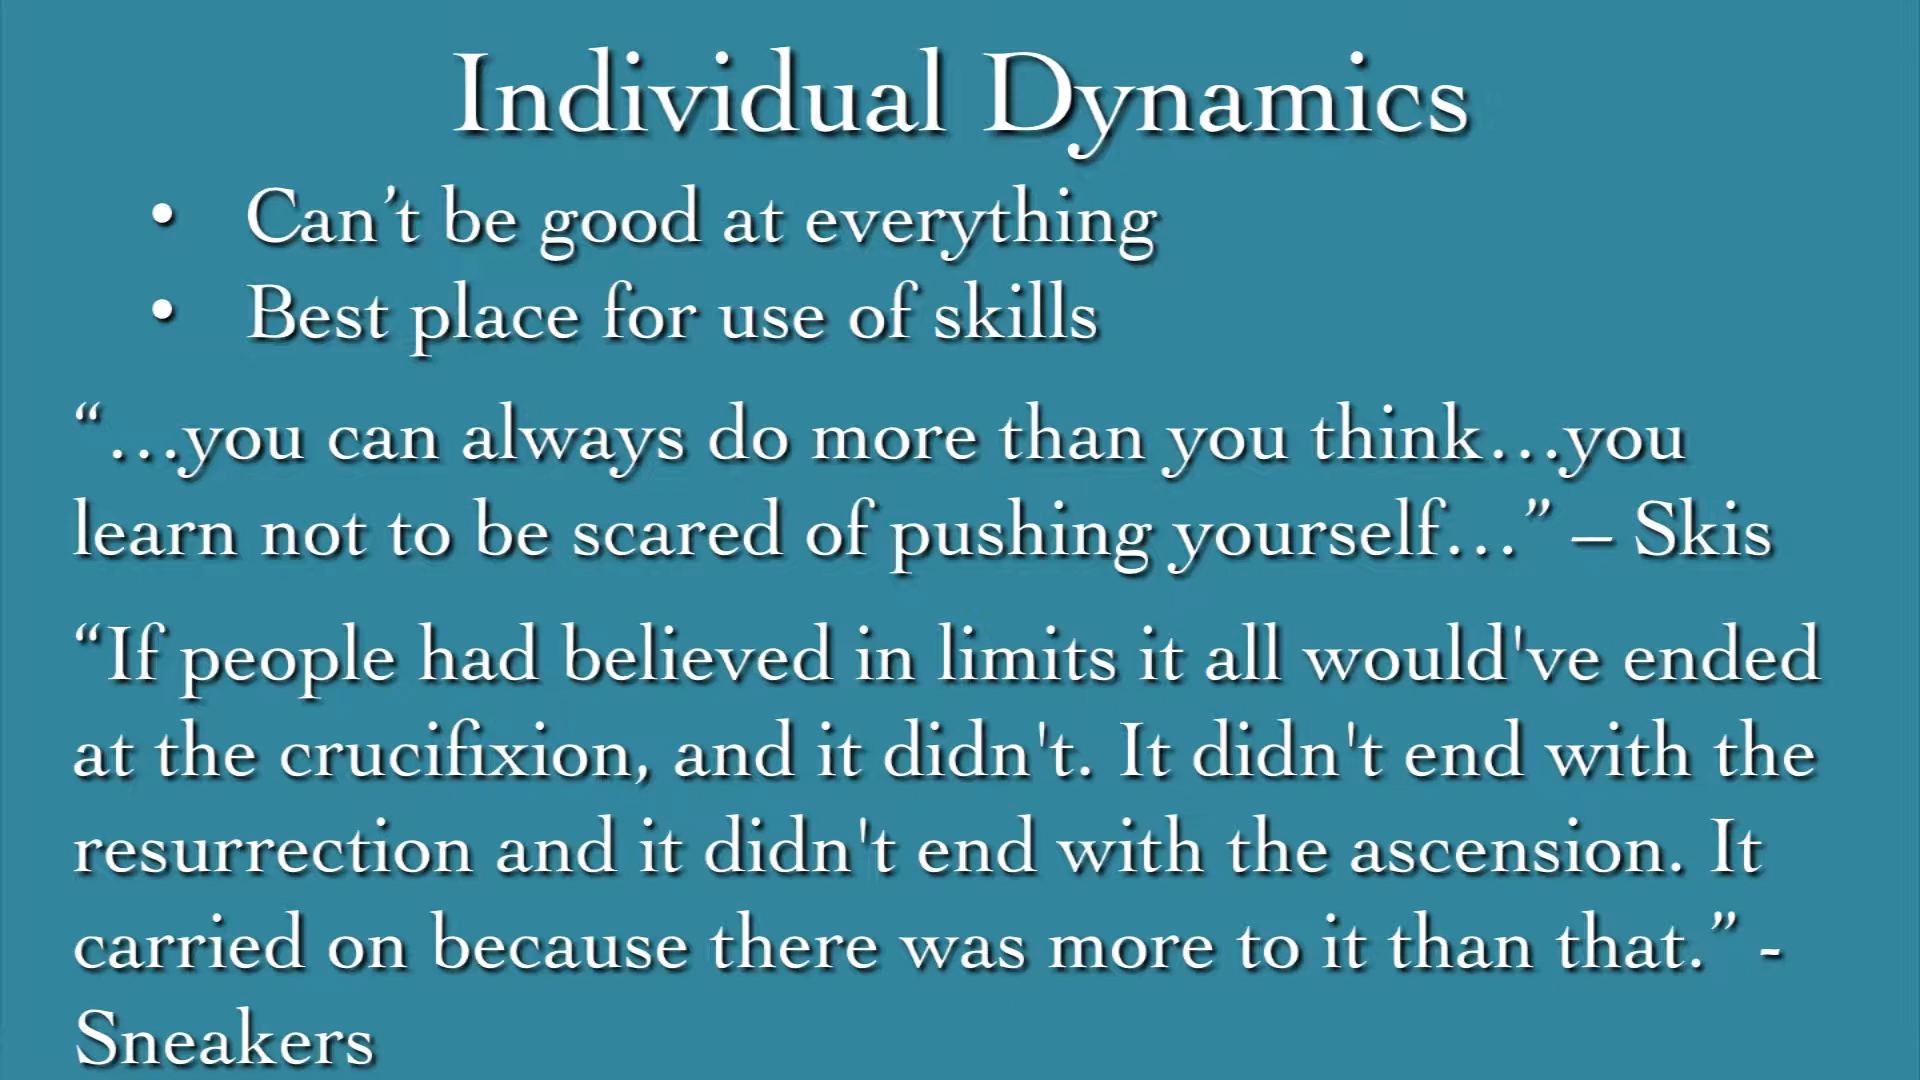 Individual Dynamics
• Can’t be good at everything
• Best place for use of skills
“…you can always do more than you think…you
learn not to be scared of pushing yourself…” – Skis
“If people had believed in limits it all would've ended
at the crucifixion, and it didn't. It didn't end with the
resurrection and it didn't end with the ascension. It
carried on because there was more to it than that.” -
Sneakers